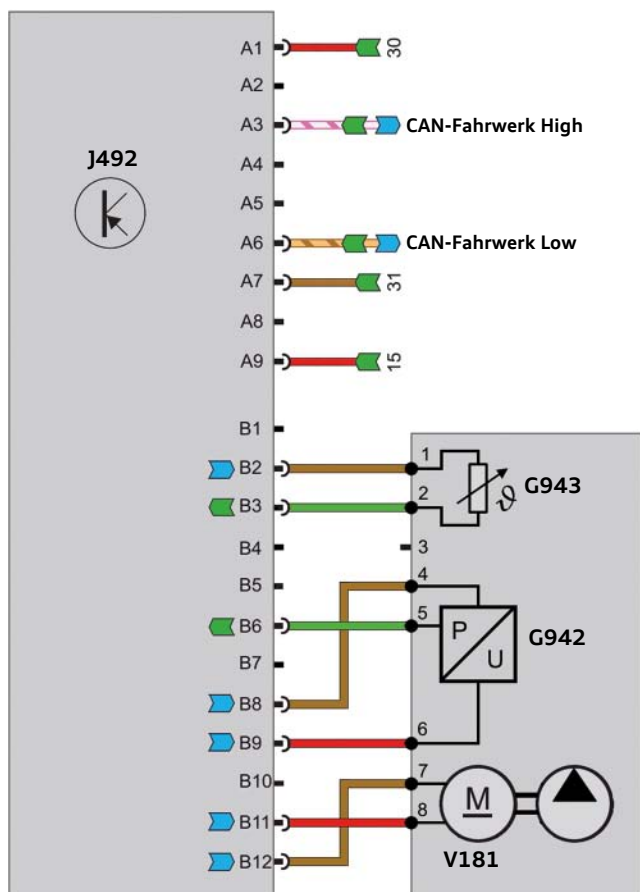 A1
30
A2
A3
CAN-Fahrwerk High
J492
A4
A5
A6
CAN-Fahrwerk Low
A7
31
A8
A9
15
B1
B2
1
G943
ϑ
B3
2
B4
3
B5
4
B6
5
P
U
G942
B7
B8
B9
6
B10
7
M
B11
8
V181
B12